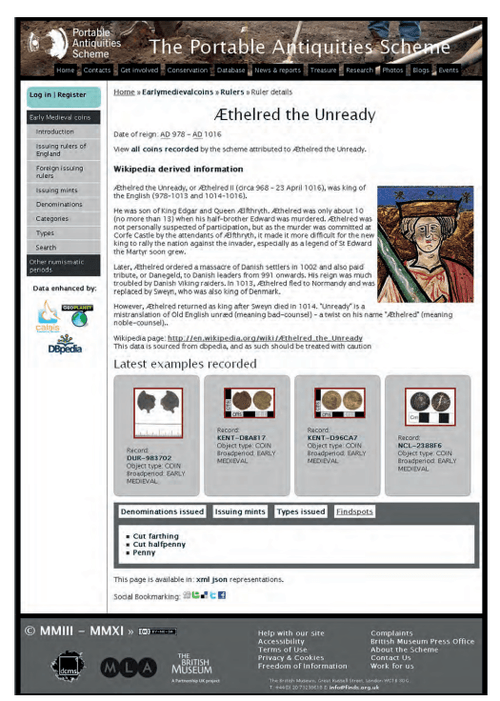 Portable
Antiquities
Scheme
The Portable Antiquities Scheme
Home Contacts Get involved Conservation Database News & reports Treasure Research Photos Blogs Events
Log in | Register
Early Medieval coins
Introduction
Issuing rulers of
England
Foreign issuing
rulers
Issuing mints
Denominations
Categories
Types
Search
Other numismatic
periods
Data enhanced by:
calais
GEOPLANET
DBpedia
Home » Earlymedievalcoins » Rulers » Ruler details
Æthelred the Unready
Date of reign: AD 978 – AD 1016
View all coins recorded by the scheme attributed to Æthelred the Unready.
Wikipedia derived information
Æthelred the Unready, or Æthelred II (circa 968 – 23 April 1016), was king of
the English (978-1013 and 1014-1016).
He was son of King Edgar and Queen Ælfthryth. Æthelred was only about 10
(no more than 13) when his half-brother Edward was murdered. Æthelred was
not personally suspected of participation, but as the murder was committed at
Corfe Castle by the attendants of Ælfthryth, it made it more difficult for the new
king to rally the nation against the invader, especially as a legend of St Edward
the Martyr soon grew.
Later, Æthelred ordered a massacre of Danish settlers in 1002 and also paid
tribute, or Danegeld, to Danish leaders from 991 onwards. His reign was much
troubled by Danish Viking raiders. In 1013, Æthelred fled to Normandy and was
replaced by Sweyn, who was also king of Denmark.
However, Æthelred returned as king after Sweyn died in 1014. "Unready" is a
mistranslation of Old English unræd (meaning bad-counsel) – a twist on his name "Æthelred" (meaning
noble-counsel)..
Wikipedia page: http://en.wikipedia.org/wiki/Æthelred_the_Unready
This data is sourced from dbpedia, and as such should be treated with caution
Latest examples recorded
Record:
DUR-983702
Object type: COIN
Broadperiod: EARLY
MEDIEVAL
Record:
KENT-D8A817
Object type: COIN
Broadperiod: EARLY
MEDIEVAL
Record:
KENT-D96CA7
Object type: COIN
Broadperiod: EARLY
MEDIEVAL
Record:
NCL-2388F6
Object type: COIN
Broadperiod: EARLY
MEDIEVAL
Denominations issued Issuing mints Types issued Findspots
Cut farthing
Cut halfpenny
Penny
This page is available in: xml json representations.
Social Bookmarking:
© MMIII – MMXI »
dcms
MLA
THE
BRITISH
MUSEUM
A Partnership UK project
Help with our site
Accessibility
Terms of Use
Privacy & Cookies
Freedom of Information
Complaints
British Museum Press Office
About the Scheme
Contact Us
Work for us
The British Museum, Great Russell Street, London WC1B 3DG
info@finds.org.uk